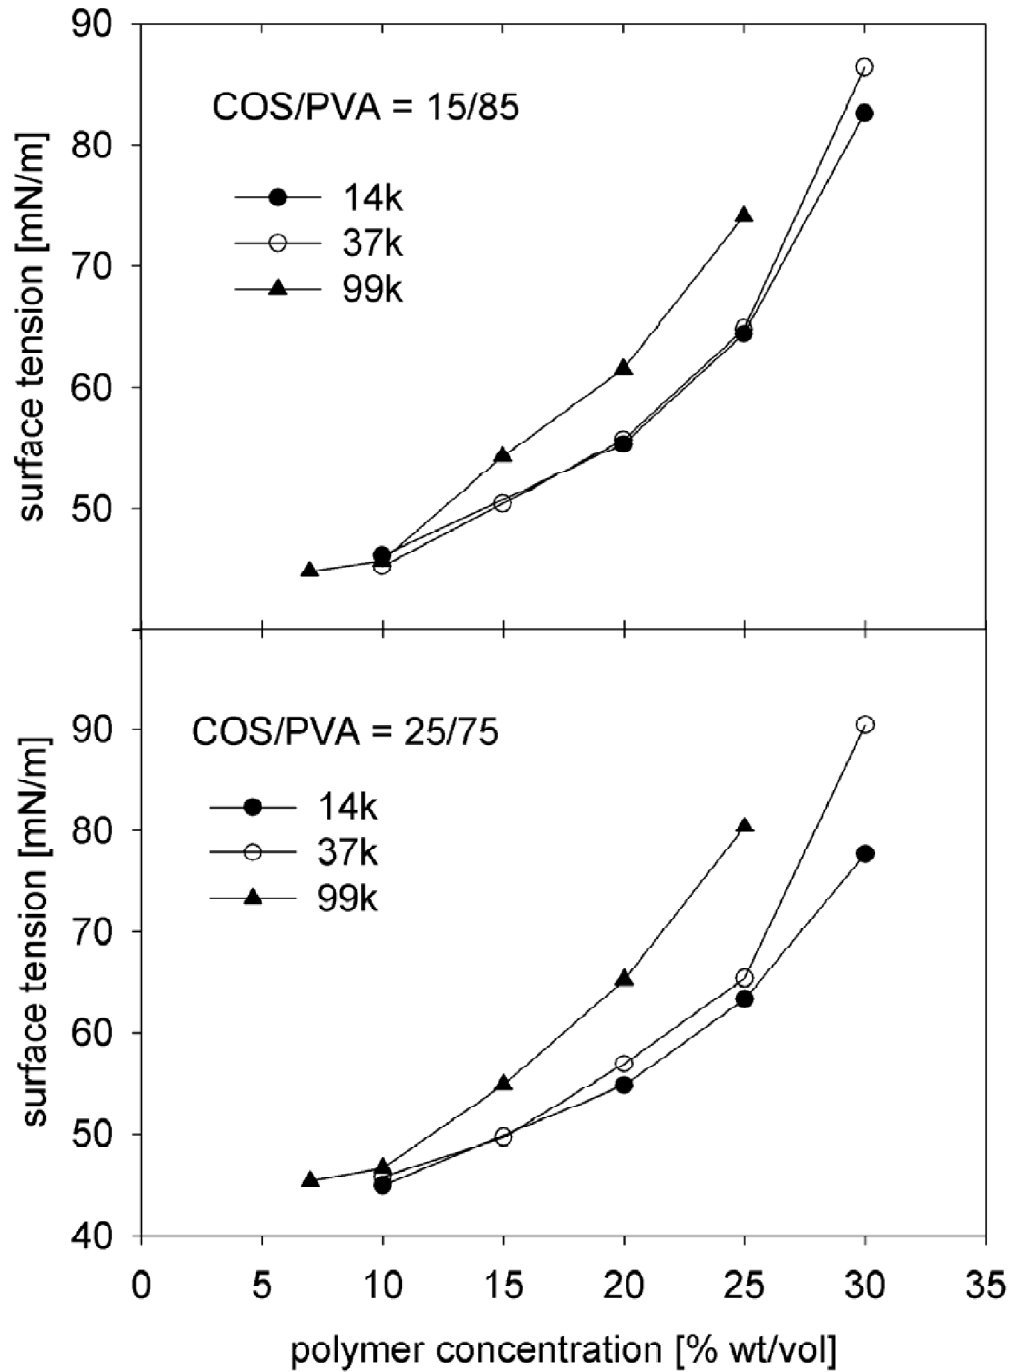 90
80
70
60
50
surface tension [mN/m]
COS/PVA = 15/85
14k
37k
99k
90
80
70
60
50
40
surface tension [mN/m]
COS/PVA = 25/75
14k
37k
99k
0 5 10 15 20 25 30 35
polymer concentration [% wt/vol]